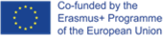 Co-funded by the
Erasmus+ Programme
of the European Union